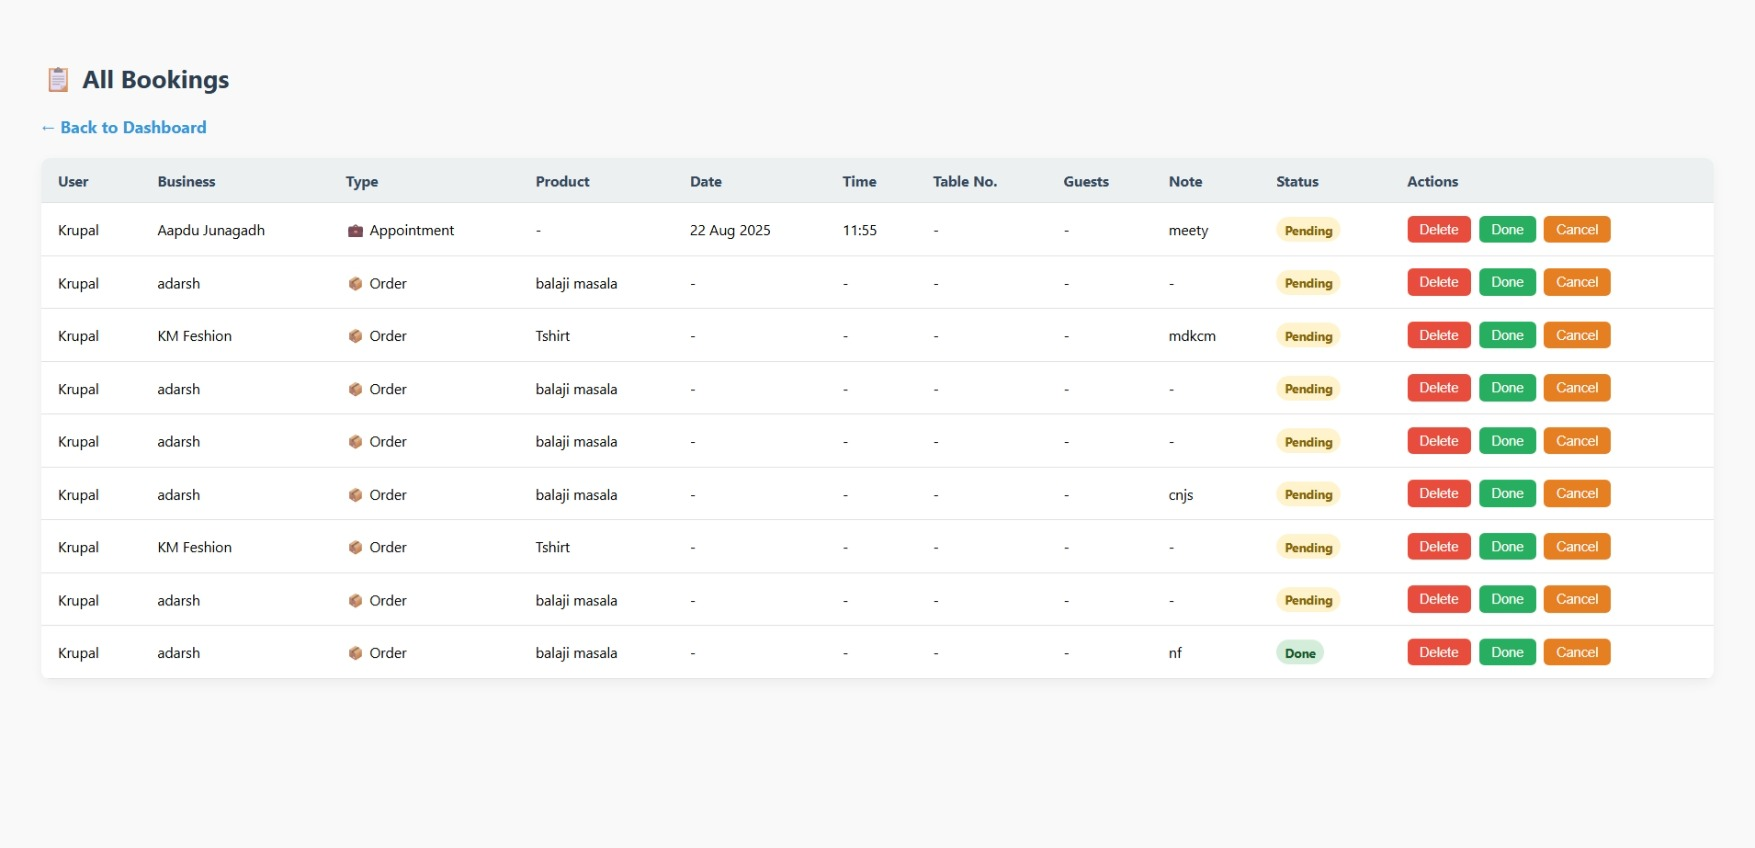 📋 All Bookings
← Back to Dashboard
User Business Type Product Date Time Table No. Guests Note Status Actions
Krupal Aapdu Junagadh 💼 Appointment - 22 Aug 2025 11:55 - - meety Pending Delete Done Cancel
Krupal adarsh 📦 Order balaji masala - - - - - Pending Delete Done Cancel
Krupal KM Feshion 📦 Order Tshirt - - - - mdkcm Pending Delete Done Cancel
Krupal adarsh 📦 Order balaji masala - - - - - Pending Delete Done Cancel
Krupal adarsh 📦 Order balaji masala - - - - - Pending Delete Done Cancel
Krupal adarsh 📦 Order balaji masala - - - - cnjs Pending Delete Done Cancel
Krupal KM Feshion 📦 Order Tshirt - - - - - Pending Delete Done Cancel
Krupal adarsh 📦 Order balaji masala - - - - - Pending Delete Done Cancel
Krupal adarsh 📦 Order balaji masala - - - - nf Done Delete Done Cancel